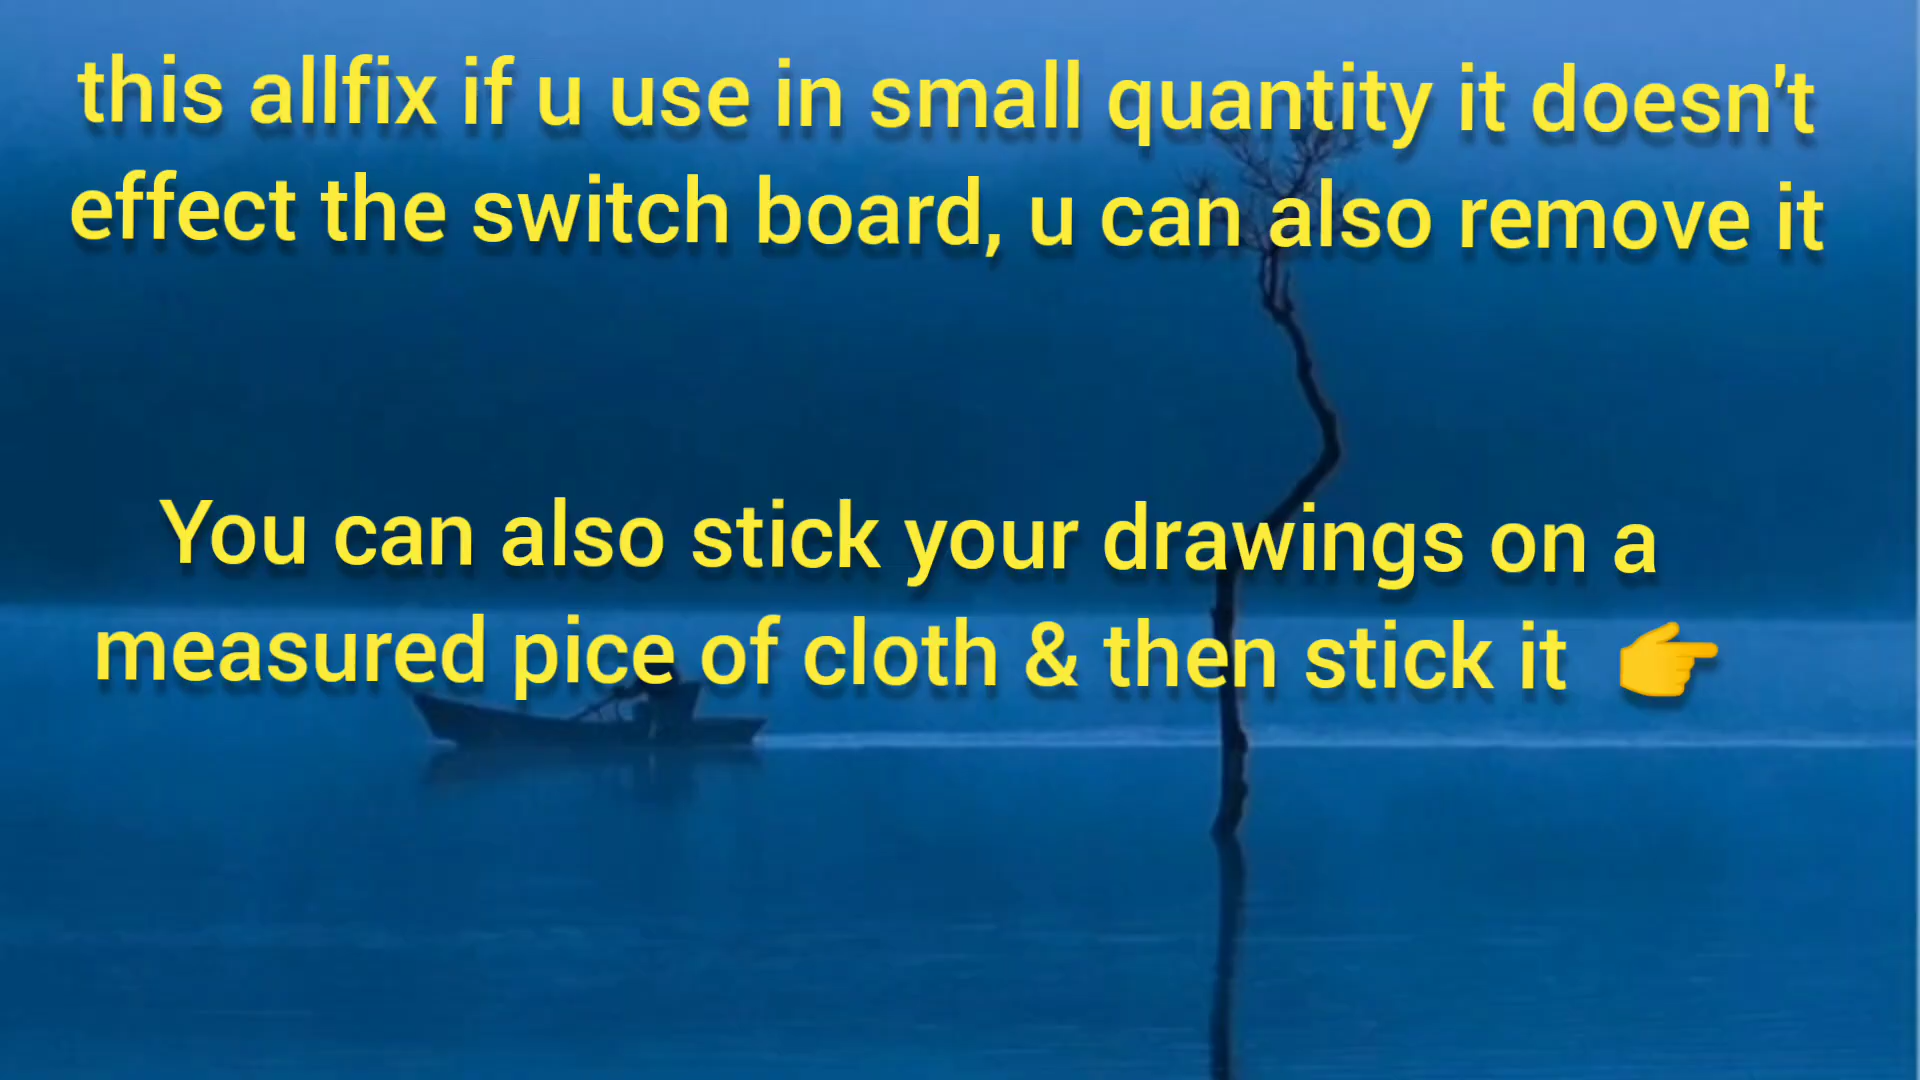 this allfix if u use in small quantity it doesn't
effect the switch board, u can also remove it
You can also stick your drawings on a
measured pice of cloth & then stick it 👉